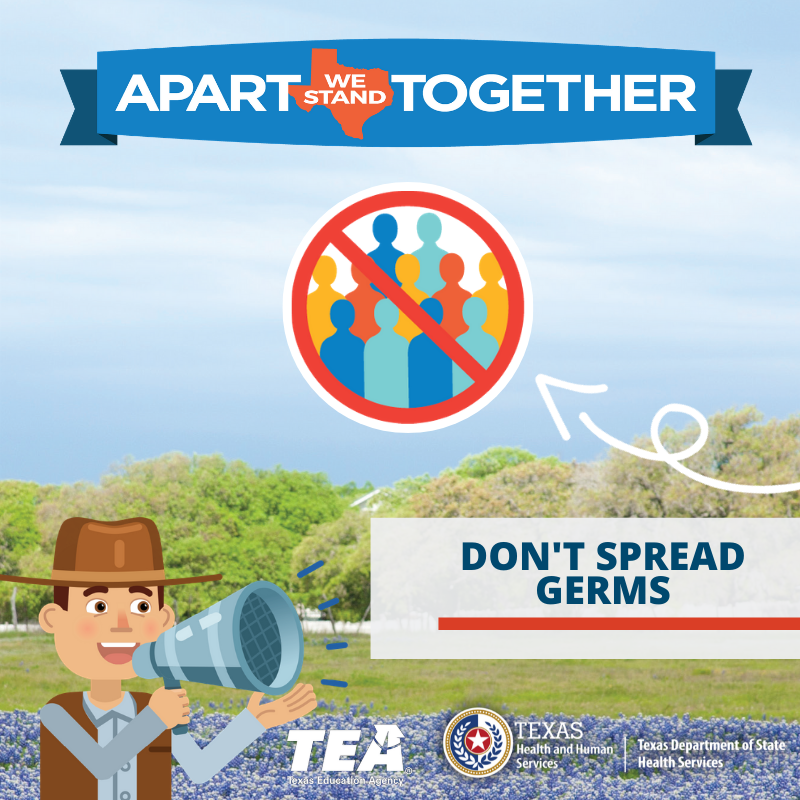 APART WE STAND TOGETHER
DON'T SPREAD
GERMS
TEA
Texas Education Agency
TEXAS
Health and Human
Services
Texas Department of State
Health Services